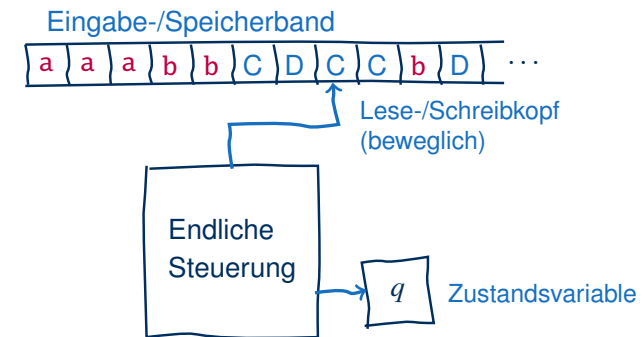 Eingabe-/Speicherband
a a a b b C D C C b D ...
Lese-/Schreibkopf
(beweglich)
Endliche
Steuerung
q
Zustandsvariable